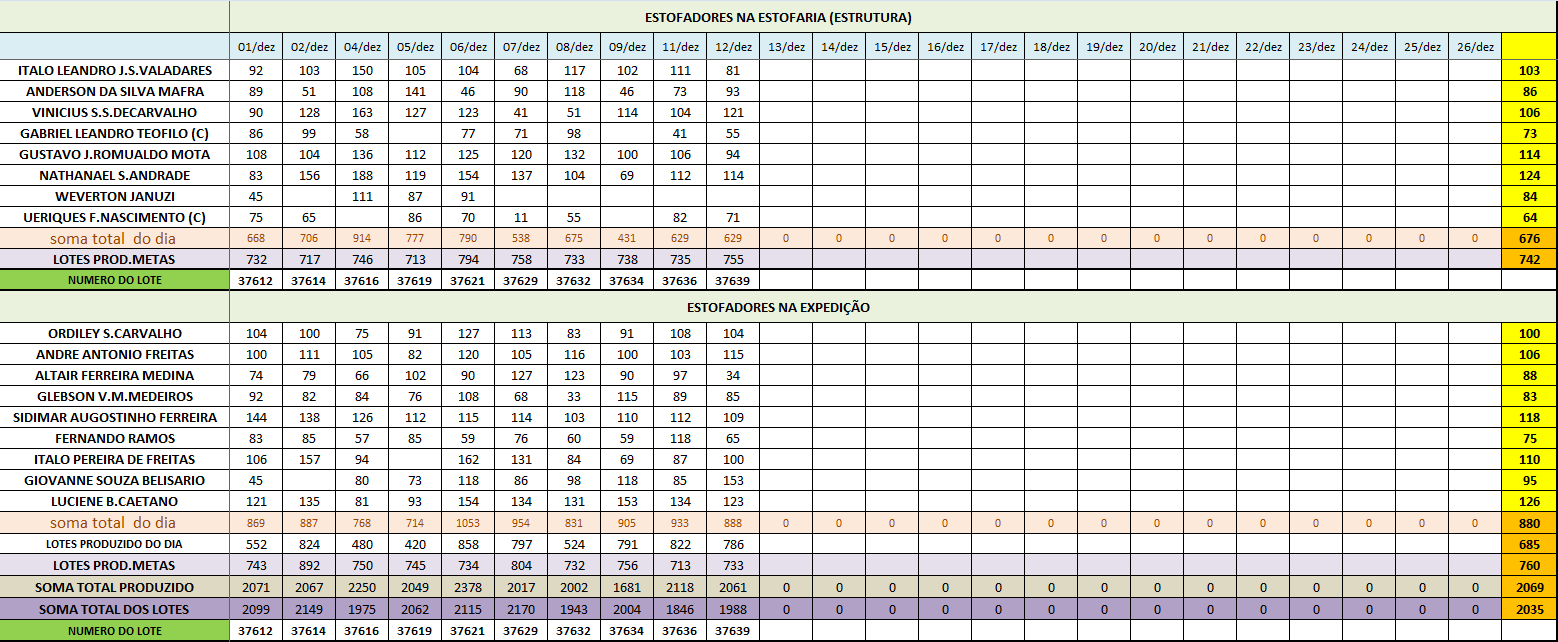 ESTOFADORES NA ESTOFARIA (ESTRUTURA)
01/dez 02/dez 04/dez 05/dez 06/dez 07/dez 08/dez 09/dez 11/dez 12/dez 13/dez 14/dez 15/dez 16/dez 17/dez 18/dez 19/dez 20/dez 21/dez 22/dez 23/dez 24/dez 25/dez 26/dez
ITALO LEANDRO J.S.VALADARES 92 103 150 105 104 68 117 102 111 81 103
ANDERSON DA SILVA MAFRA 89 51 108 141 46 90 118 46 73 93 86
VINICIUS S.S.DECARVALHO 90 128 163 127 123 41 51 114 104 121 106
GABRIEL LEANDRO TEOFILO (C) 86 99 58 77 71 98 41 55 73
GUSTAVO J.ROMUALDO MOTA 108 104 136 112 125 120 132 100 106 94 114
NATHANAEL S.ANDRADE 83 156 188 119 154 137 104 69 112 114 124
WEVERTON JANUZI 45 111 87 91 84
UERIQUES F.NASCIMENTO (C) 75 65 86 70 11 55 82 71 64
soma total do dia 668 706 914 777 790 538 675 431 629 629 0 0 0 0 0 0 0 0 0 0 0 0 0 0 676
LOTES PROD.METAS 732 717 746 713 794 758 733 738 735 755 742
NUMERO DO LOTE 37612 37614 37616 37619 37621 37629 37632 37634 37636 37639
ESTOFADORES NA EXPEDIÇÃO
ORDILEY S.CARVALHO 104 100 75 91 127 113 83 91 108 104 100
ANDRE ANTONIO FREITAS 100 111 105 82 120 105 116 100 103 115 106
ALTAIR FERREIRA MEDINA 74 79 66 102 90 127 123 90 97 34 88
GLEBSON V.M.MEDEIROS 92 82 84 76 108 68 33 115 89 85 83
SIDIMAR AUGOSTINHO FERREIRA 144 138 126 112 115 114 103 110 112 109 118
FERNANDO RAMOS 83 85 57 85 59 76 60 59 118 65 75
ITALO PEREIRA DE FREITAS 106 157 94 162 131 84 69 87 100 110
GIOVANNE SOUZA BELISARIO 45 80 73 118 86 98 118 85 153 95
LUCIENE B.CAETANO 121 135 81 93 154 134 131 153 134 123 126
soma total do dia 869 887 768 714 1053 954 831 905 933 888 0 0 0 0 0 0 0 0 0 0 0 0 0 0 880
LOTES PRODUZIDO DO DIA 552 824 480 420 858 797 524 791 822 786 685
LOTES PROD.METAS 743 892 750 745 734 804 732 756 713 733 760
SOMA TOTAL PRODUZIDO 2071 2067 2250 2049 2378 2017 2002 1681 2118 2061 0 0 0 0 0 0 0 0 0 0 0 0 0 0 2069
SOMA TOTAL DOS LOTES 2099 2149 1975 2062 2115 2170 1943 2004 1846 1988 0 0 0 0 0 0 0 0 0 0 0 0 0 0 2035
NUMERO DO LOTE 37612 37614 37616 37619 37621 37629 37632 37634 37636 37639